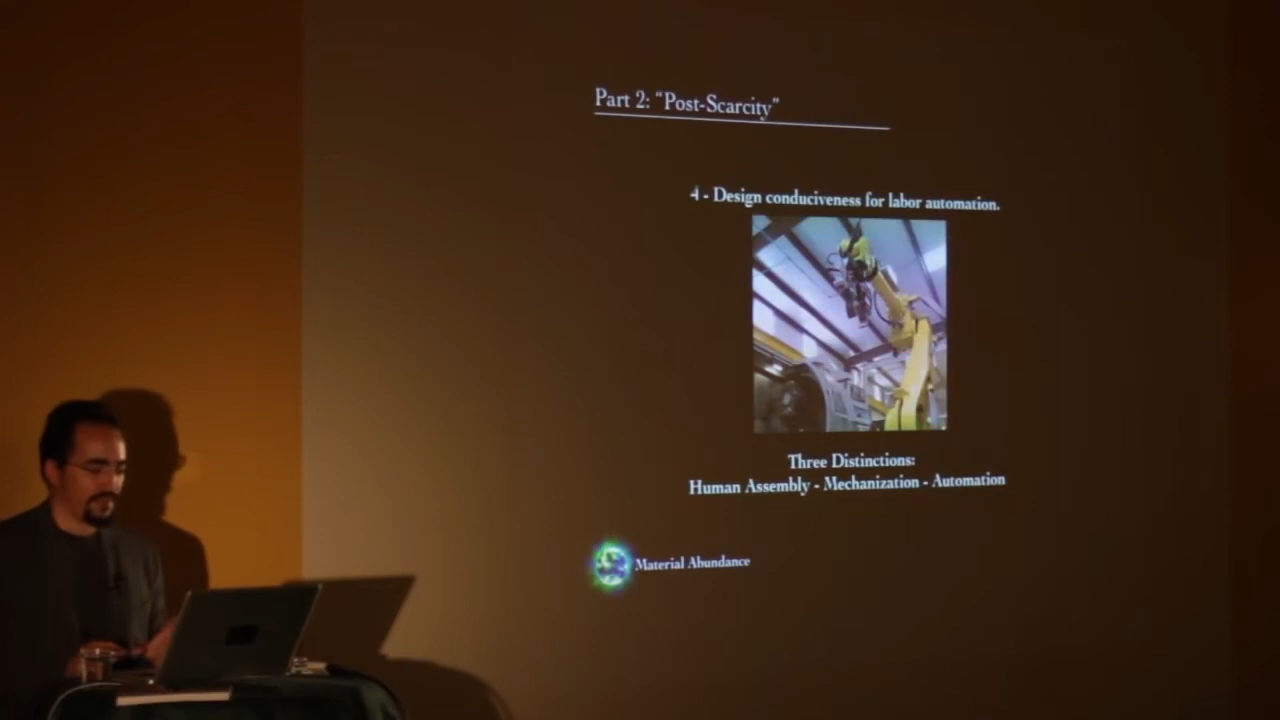 Part 2: "Post-Scarcity"
4 - Design conduciveness for labor automation.
Three Distinctions:
Human Assembly - Mechanization - Automation
Material Abundance